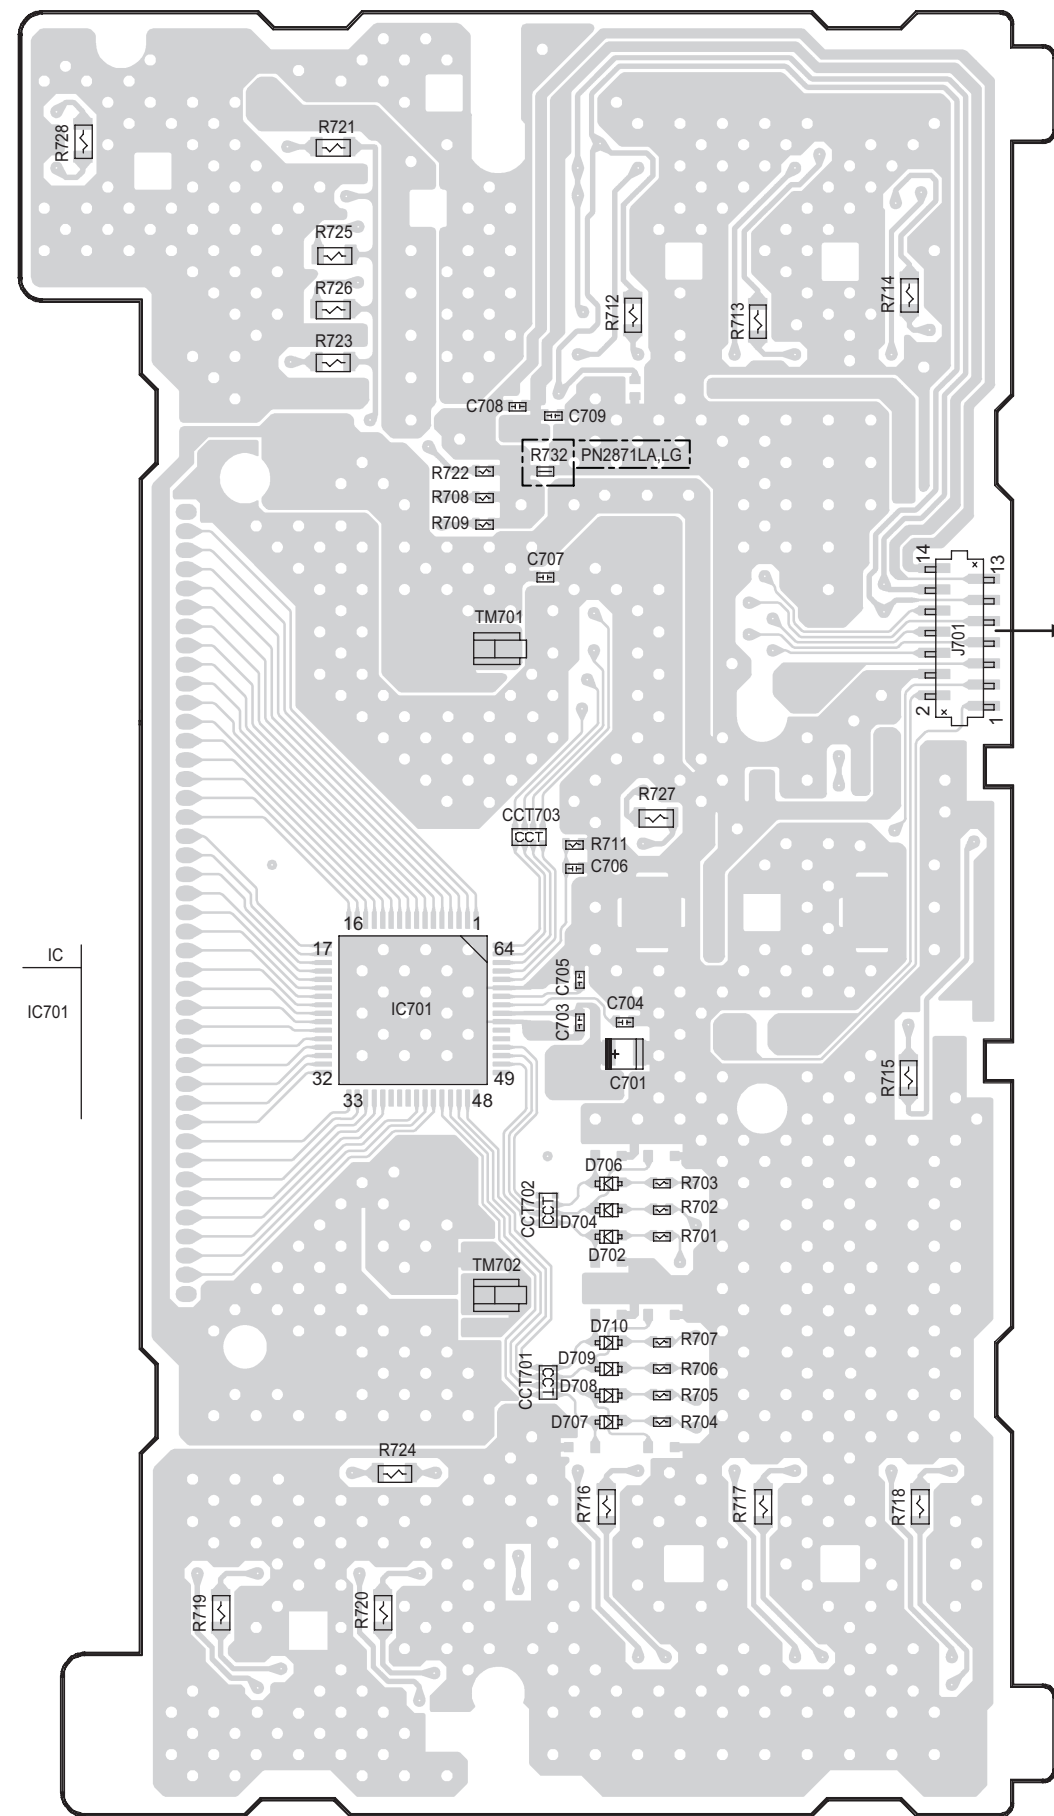 R721
R728
R725
R726
R723
R712
R713
R714
C708
C709
R732
PN2871LA,LG
R722
R708
R709
C707
TM701
14
13
J701
2
1
R727
CCT703
CCT
R711
C706
16
1
17
64
IC
IC701
IC701
C705
C703
C704
C701
32
49
33
48
R715
D706
R703
CCT702
CCT
D704
R702
D702
R701
TM702
D710
R707
CCT701
CCT
D709
R706
D708
R705
D707
R704
R724
R716
R717
R718
R719
R720